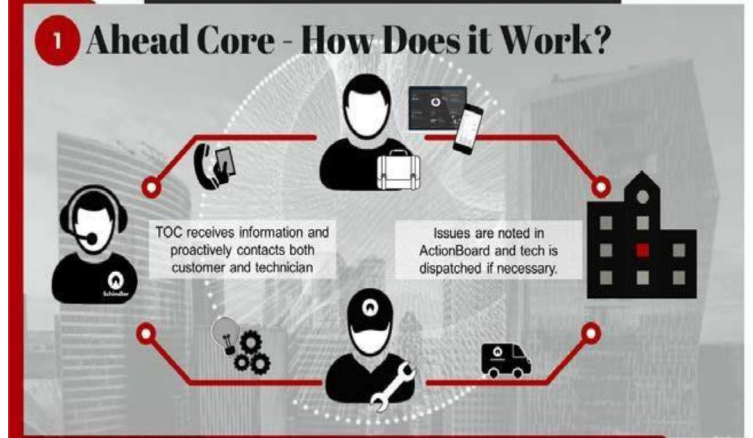 1 Ahead Core - How Does it Work?
TOC receives information and
proactively contacts both
customer and technician
Issues are noted in
ActionBoard and tech is
dispatched if necessary.
Schindler